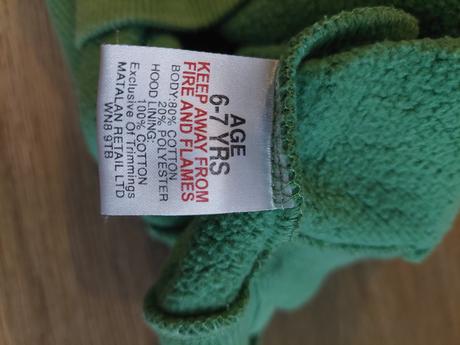 AGE
6-7 YRS
KEEP AWAY FROM
FIRE AND FLAMES
BODY:80% COTTON
20% POLYESTER
HOOD LINING:
100% COTTON
Exclusive Of Trimmings
MATALAN RETAIL LTD
WN8 9TB